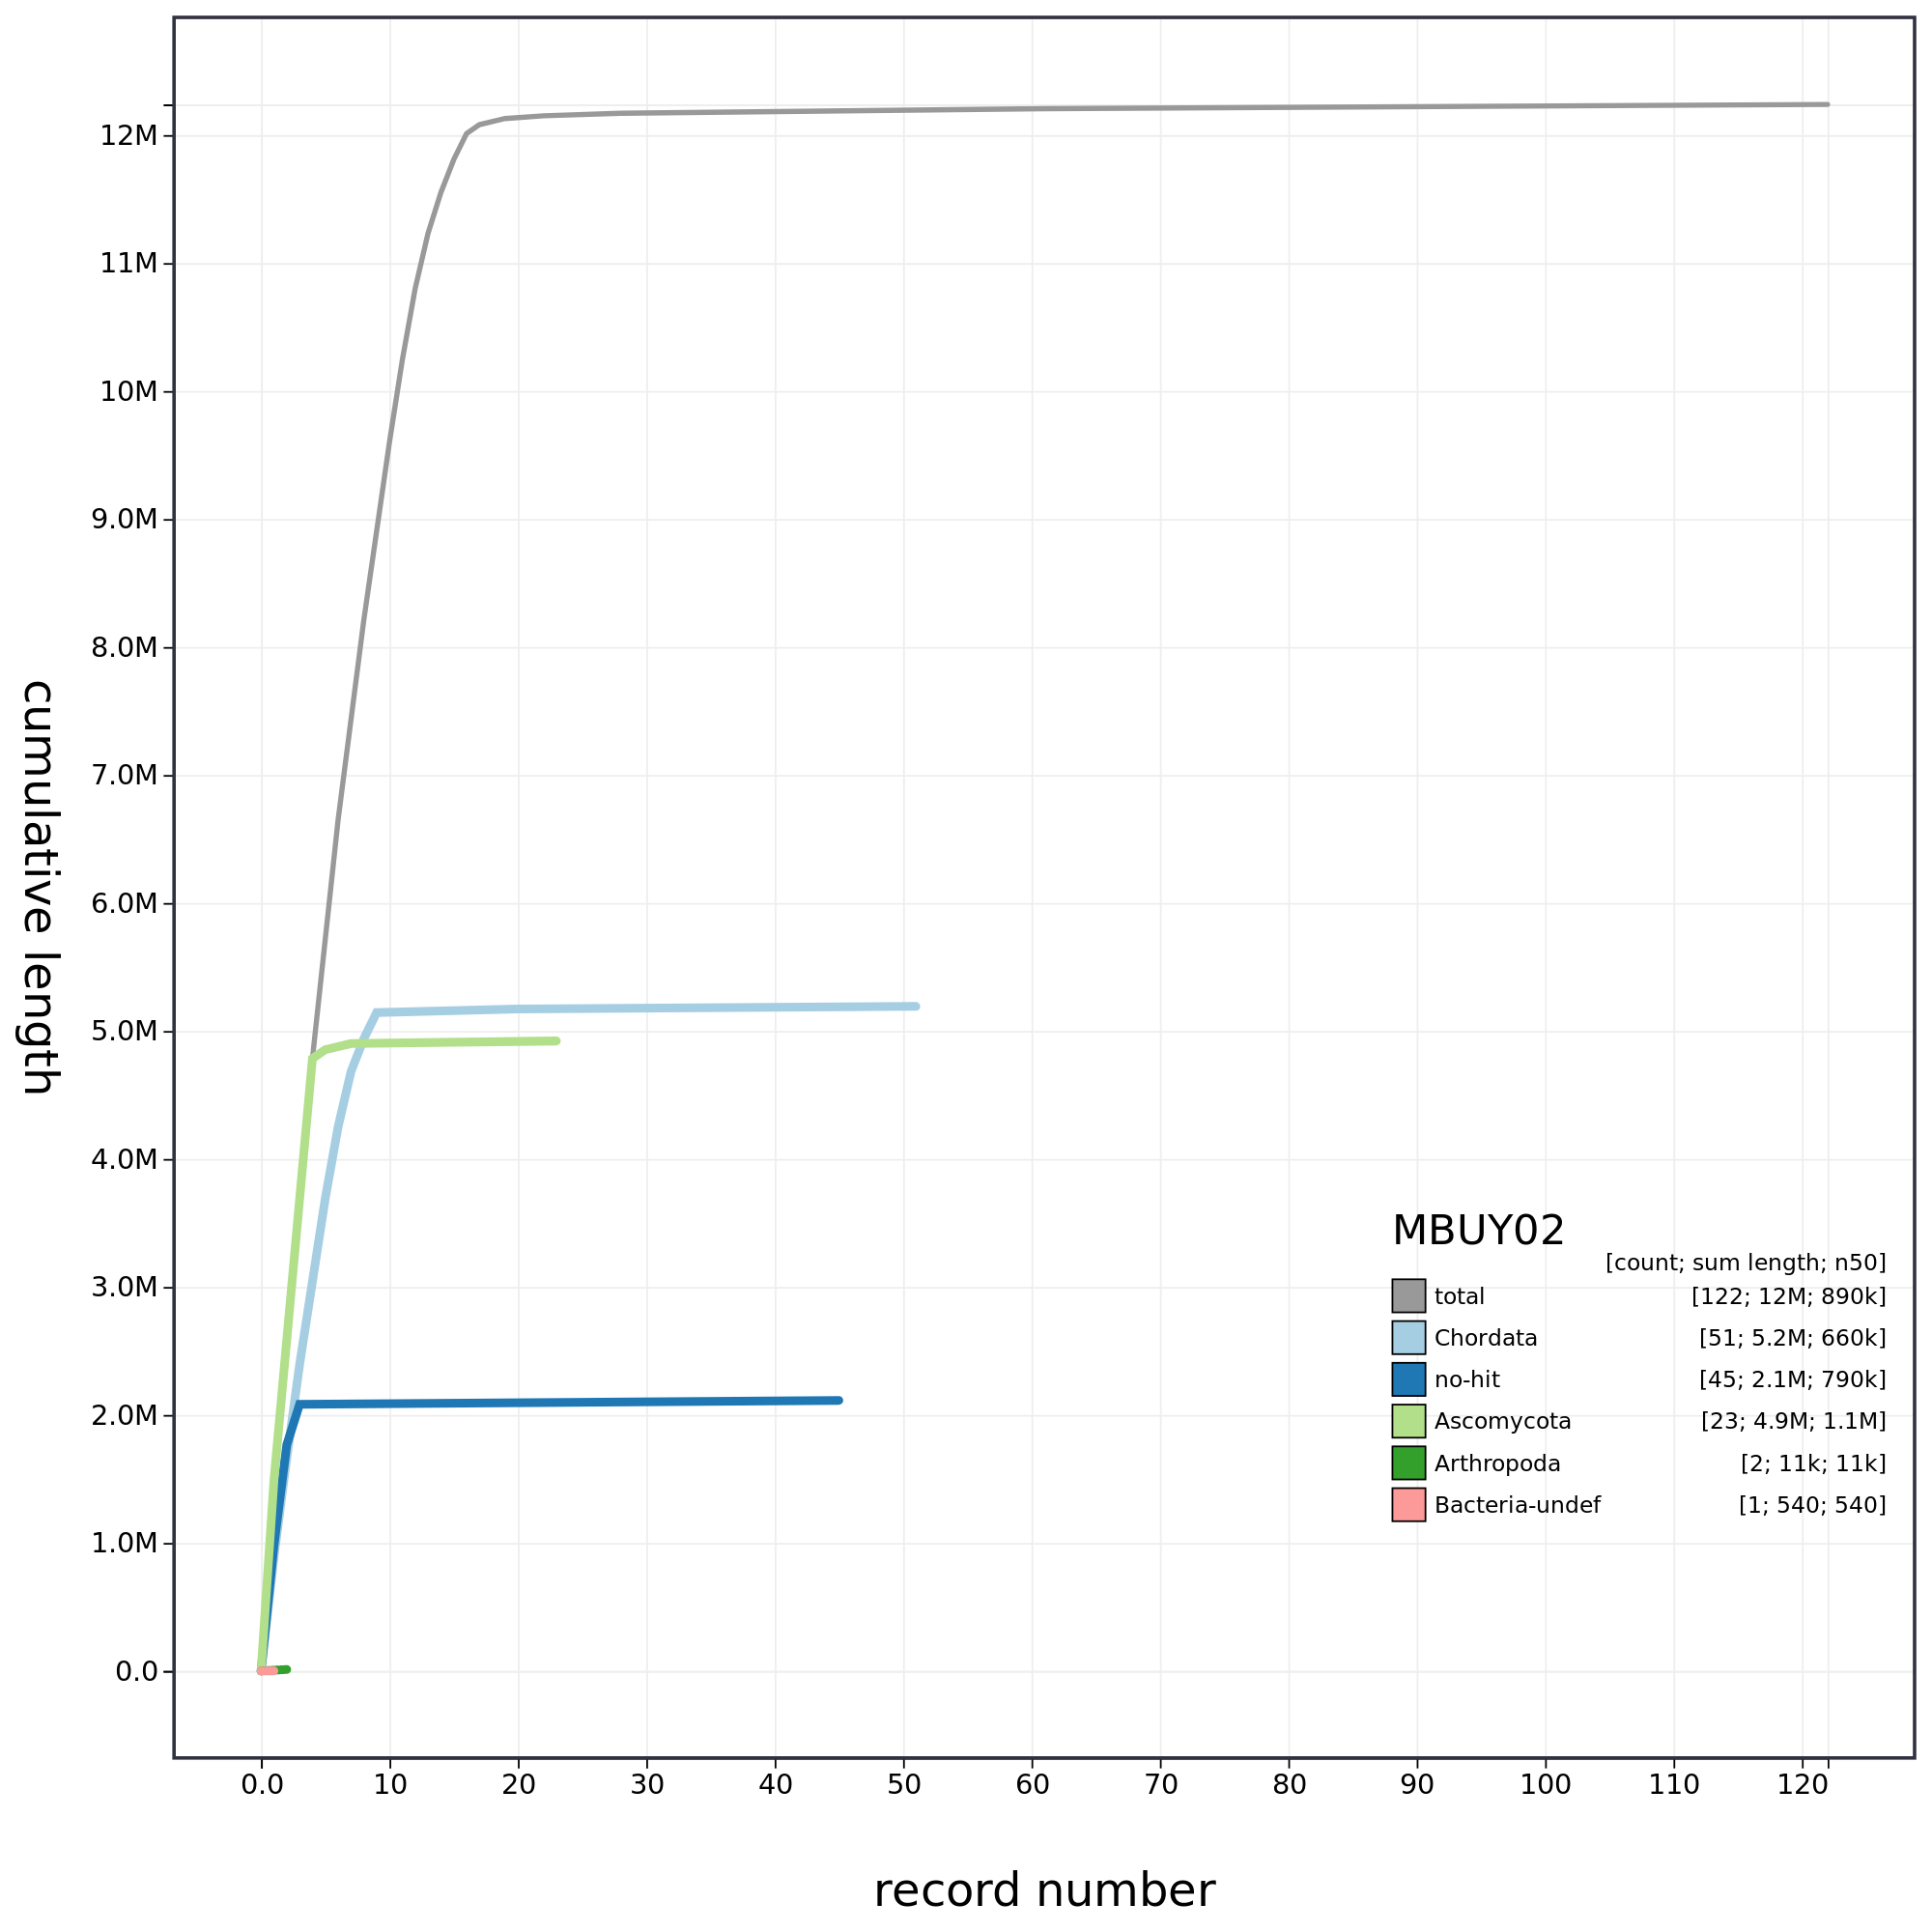 cumulative length
12M
11M
10M
9.0M
8.0M
7.0M
6.0M
5.0M
4.0M
3.0M
2.0M
1.0M
0.0
MBUY02
[count; sum length; n50]
total [122; 12M; 890k]
Chordata [51; 5.2M; 660k]
no-hit [45; 2.1M; 790k]
Ascomycota [23; 4.9M; 1.1M]
Arthropoda [2; 11k; 11k]
Bacteria-undef [1; 540; 540]
0.0 10 20 30 40 50 60 70 80 90 100 110 120
record number